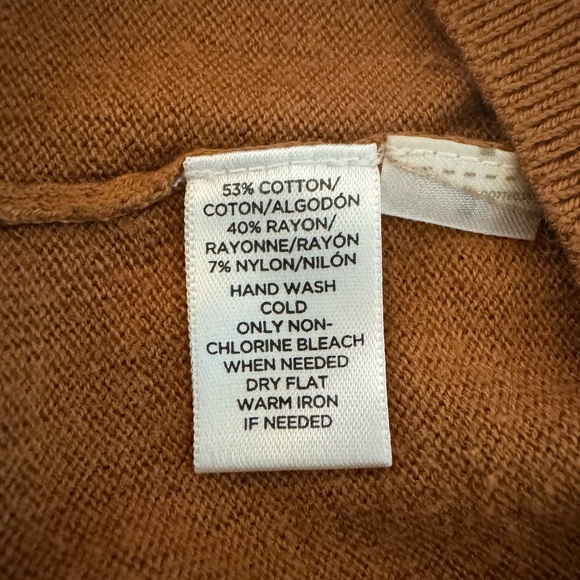 53% COTTON/
COTON/ALGODÓN
40% RAYON/
RAYONNE/RAYÓN
7% NYLON/NILÓN
HAND WASH
COLD
ONLY NON-
CHLORINE BLEACH
WHEN NEEDED
DRY FLAT
WARM IRON
IF NEEDED